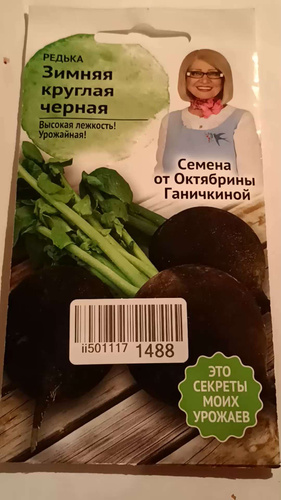 РЕДЬКА
Зимняя
круглая
черная
Высокая лежкость!
Урожайная!
Семена
от Октябрины
Ганичкиной
ii501117 1488
ЭТО
СЕКРЕТЫ
МОИХ
УРОЖАЕВ